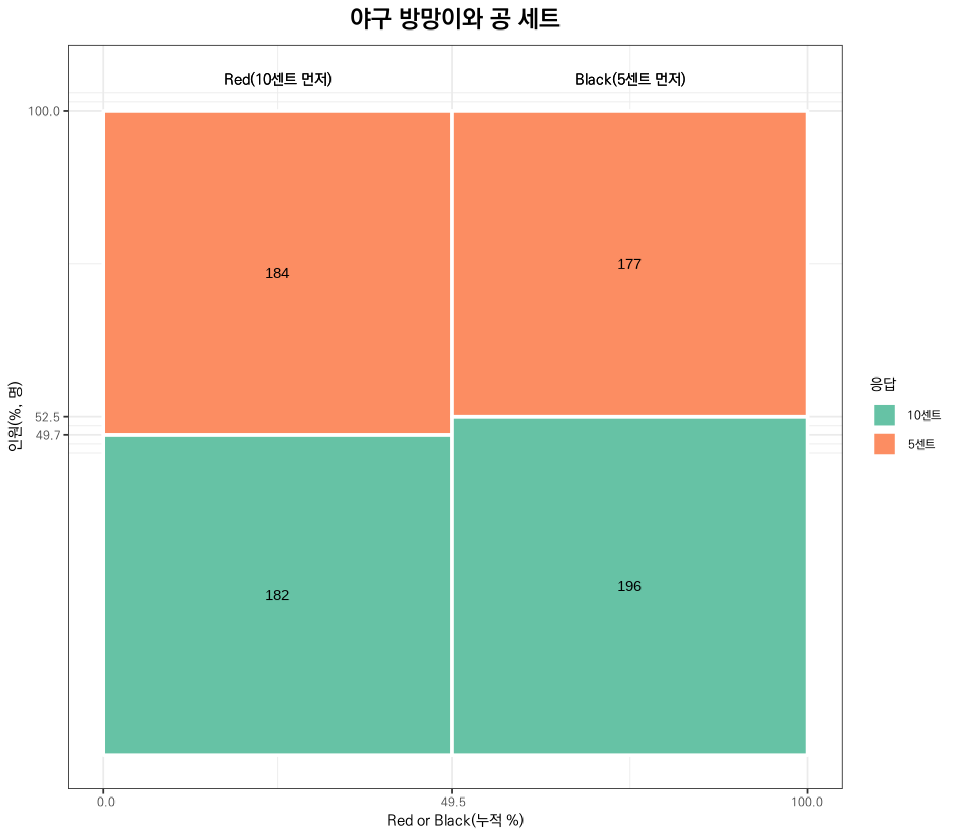 야구 방망이와 공 세트
Red(10센트 먼저)
Black(5센트 먼저)
100.0
52.5
49.7
인원(%, 명)
184
177
182
196
응답
10센트
5센트
0.0
49.5
100.0
Red or Black(누적 %)